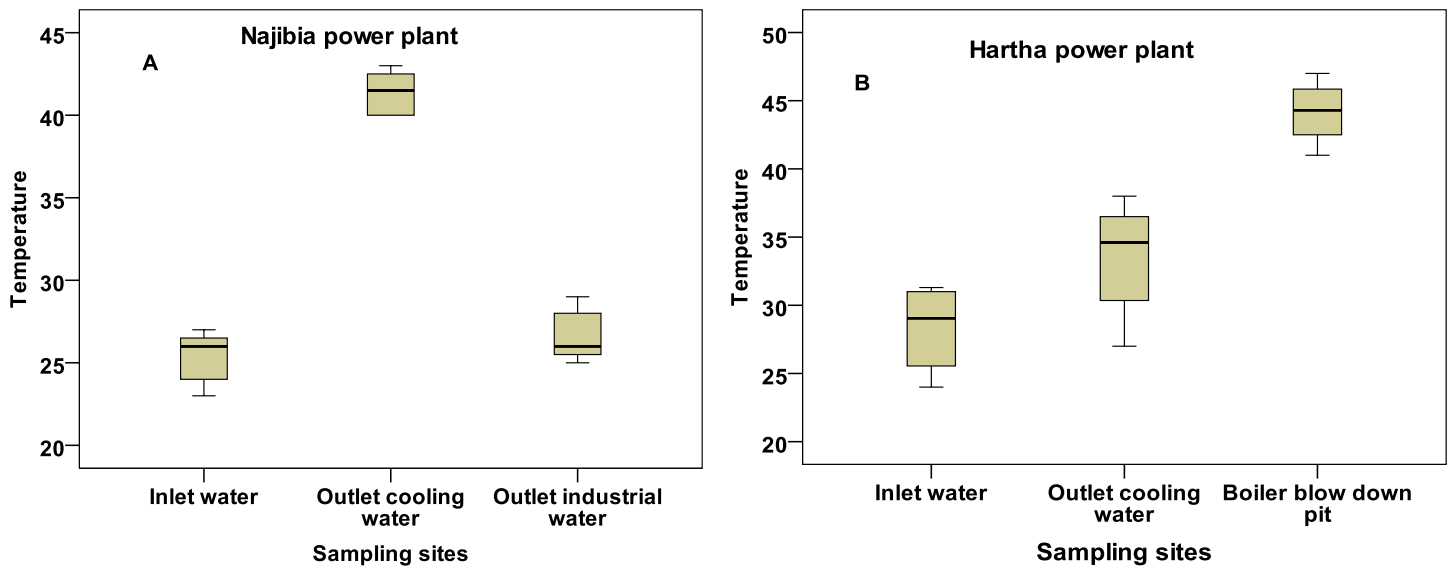 Najibia power plant
A
45
40
35
30
25
20
Temperature
Inlet water
Outlet cooling
water
Outlet industrial
water
Sampling sites
Hartha power plant
B
50
45
40
35
30
25
20
Temperature
Inlet water
Outlet cooling
water
Boiler blow down
pit
Sampling sites